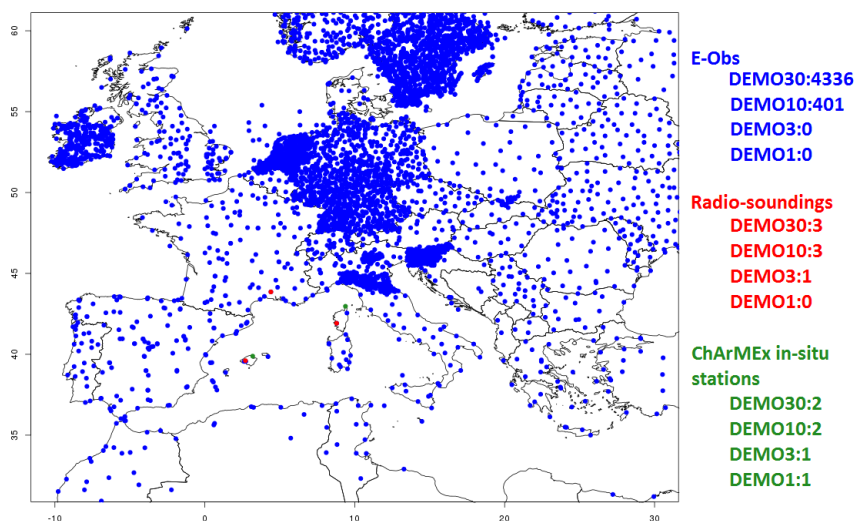 60
55
50
45
40
35
-10
0
10
20
30
E-Obs
DEMO30:4336
DEMO10:401
DEMO3:0
DEMO1:0
Radio-soundings
DEMO30:3
DEMO10:3
DEMO3:1
DEMO1:0
ChArMEx in-situ
stations
DEMO30:2
DEMO10:2
DEMO3:1
DEMO1:1